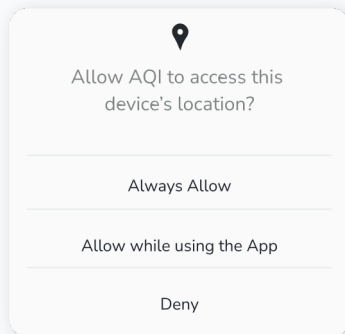 Allow AQI to access this
device’s location?
Always Allow
Allow while using the App
Deny